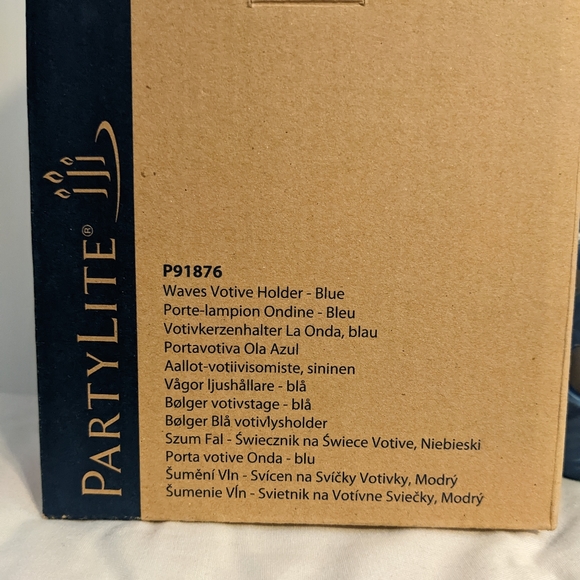 PARTYLITE®
P91876
Waves Votive Holder - Blue
Porte-lampion Ondine - Bleu
Votivkerzenhalter La Onda, blau
Portavotiva Ola Azul
Aallot-votiivisomiste, sininen
Vågor ljushållare - blå
Bølger votivstage - blå
Bølger Blå votivlysholder
Szum Fal - Świecznik na Świece Votive, Niebieski
Porta votive Onda - blu
Šumění Vln - Svícen na Svíčky Votivky, Modrý
Šumenie Vĺn - Svietnik na Votívne Sviečky, Modrý